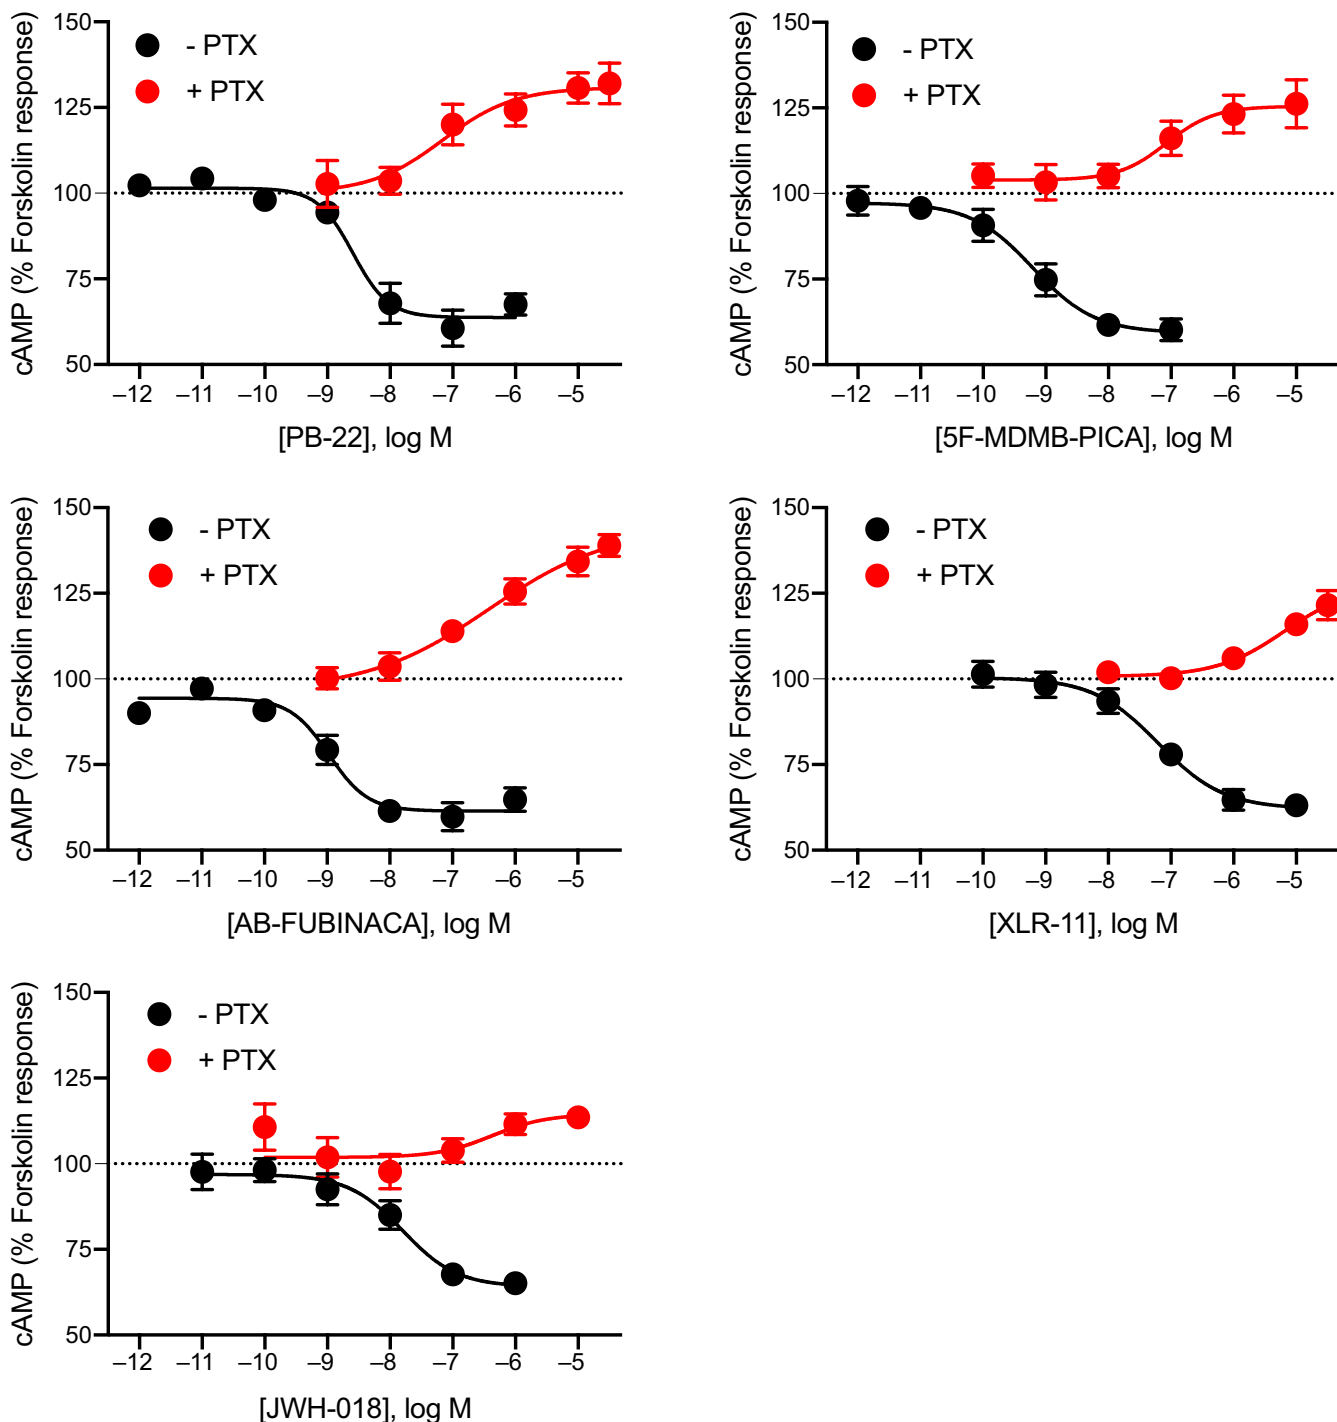 cAMP (% Forskolin response)
150
125
100
75
50
- PTX
+ PTX
–12 –11 –10 –9 –8 –7 –6 –5
[PB-22], log M
cAMP (% Forskolin response)
150
125
100
75
50
- PTX
+ PTX
–12 –11 –10 –9 –8 –7 –6 –5
[5F-MDMB-PICA], log M
cAMP (% Forskolin response)
150
125
100
75
50
- PTX
+ PTX
–12 –11 –10 –9 –8 –7 –6 –5
[AB-FUBINACA], log M
cAMP (% Forskolin response)
150
125
100
75
50
- PTX
+ PTX
–12 –11 –10 –9 –8 –7 –6 –5
[XLR-11], log M
cAMP (% Forskolin response)
150
125
100
75
50
- PTX
+ PTX
–12 –11 –10 –9 –8 –7 –6 –5
[JWH-018], log M